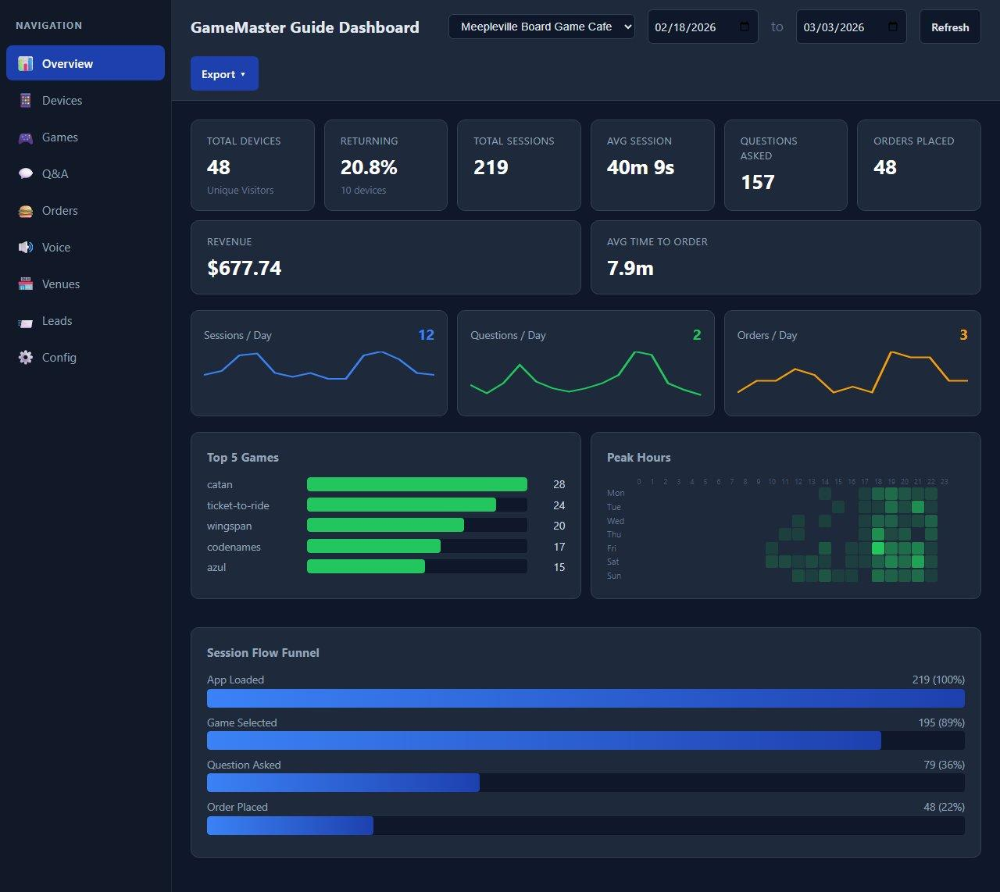 NAVIGATION
Overview
Devices
Games
Q&A
Orders
Voice
Venues
Leads
Config
GameMaster Guide Dashboard
Meepleville Board Game Cafe
02/18/2026
to
03/03/2026
Refresh
Export ▾
TOTAL DEVICES
48
Unique Visitors
RETURNING
20.8%
10 devices
TOTAL SESSIONS
219
AVG SESSION
40m 9s
QUESTIONS
ASKED
157
ORDERS PLACED
48
REVENUE
$677.74
AVG TIME TO ORDER
7.9m
Sessions / Day 12
Questions / Day 2
Orders / Day 3
Top 5 Games
catan 28
ticket-to-ride 24
wingspan 20
codenames 17
azul 15
Peak Hours
0 1 2 3 4 5 6 7 8 9 10 11 12 13 14 15 16 17 18 19 20 21 22 23
Mon
Tue
Wed
Thu
Fri
Sat
Sun
Session Flow Funnel
App Loaded 219 (100%)
Game Selected 195 (89%)
Question Asked 79 (36%)
Order Placed 48 (22%)